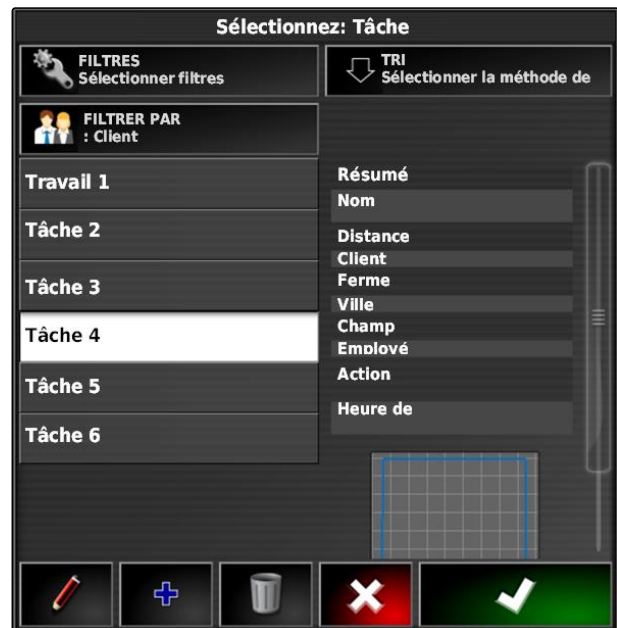 Sélectionnez: Tâche
FILTRES
Sélectionner filtres
TRI
Sélectionner la méthode de
FILTRER PAR
: Client
Travail 1
Tâche 2
Tâche 3
Tâche 4
Tâche 5
Tâche 6
Résumé
Nom
Distance
Client
Ferme
Ville
Champ
Employé
Action
Heure de